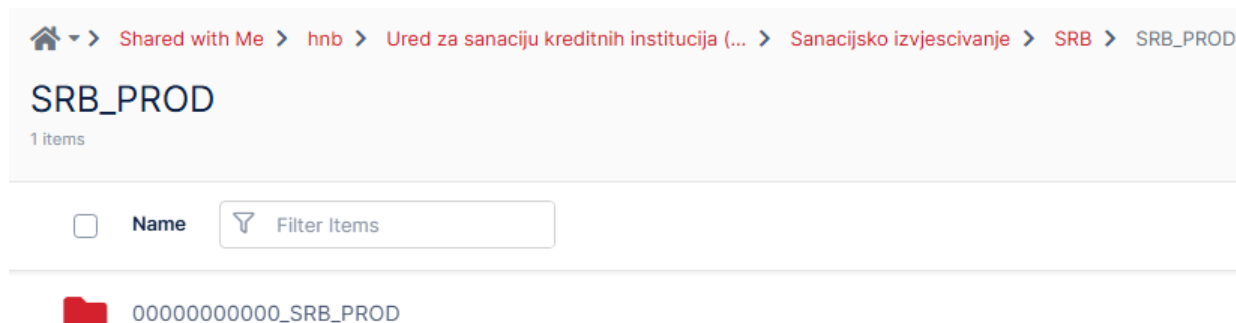 Shared with Me > hnb > Ured za sanaciju kreditnih institucija (... > Sanacijsko izvjescivanje > SRB > SRB_PROD
SRB_PROD
1 items
Name Filter Items
00000000000_SRB_PROD